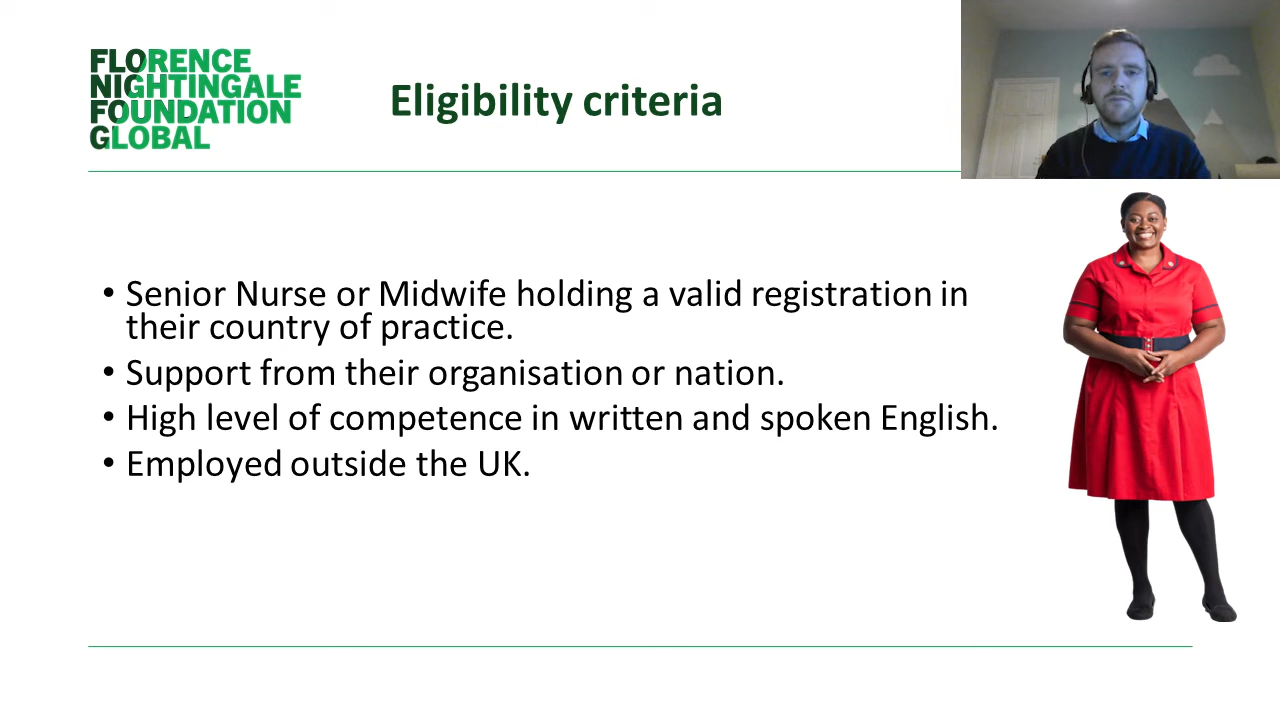 FLORENCE
NIGHTINGALE
FOUNDATION
GLOBAL
Eligibility criteria
• Senior Nurse or Midwife holding a valid registration in
their country of practice.
• Support from their organisation or nation.
• High level of competence in written and spoken English.
• Employed outside the UK.